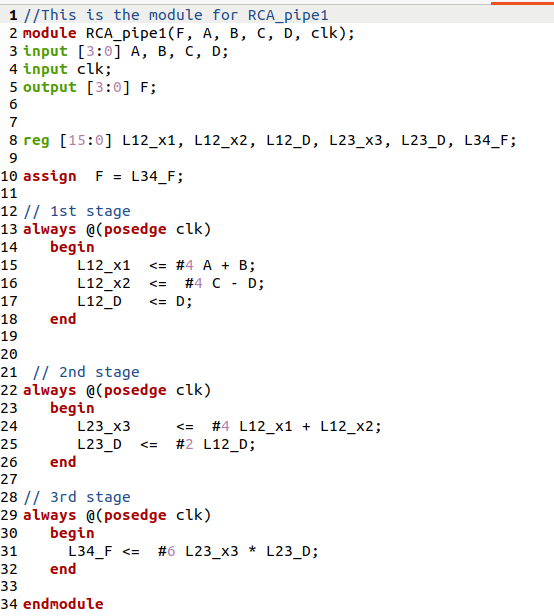 1 //This is the module for RCA_pipe1
2 module RCA_pipe1(F, A, B, C, D, clk);
3 input [3:0] A, B, C, D;
4 input clk;
5 output [3:0] F;
6
7
8 reg [15:0] L12_x1, L12_x2, L12_D, L23_x3, L23_D, L34_F;
9
10 assign  F = L34_F;
11
12 // 1st stage
13 always @(posedge clk)
14    begin
15       L12_x1  <= #4 A + B;
16       L12_x2  <=  #4 C - D;
17       L12_D   <= D;
18    end
19
20
21  // 2nd stage
22 always @(posedge clk)
23    begin
24       L23_x3     <=  #4 L12_x1 + L12_x2;
25       L23_D  <=  #2 L12_D;
26    end
27
28 // 3rd stage
29 always @(posedge clk)
30    begin
31      L34_F <=  #6 L23_x3 * L23_D;
32    end
33
34 endmodule